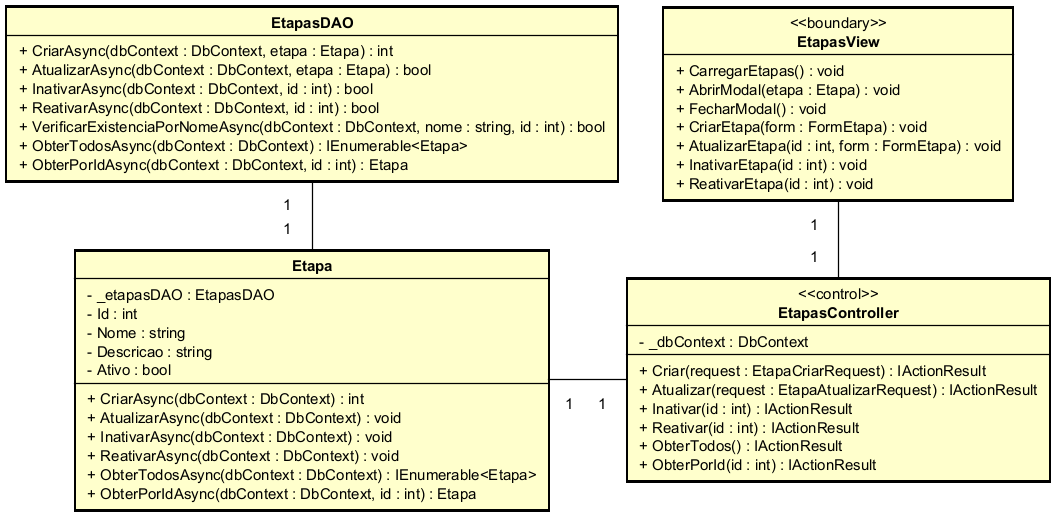 EtapasDAO
+ CriarAsync(dbContext : DbContext, etapa : Etapa) : int
+ AtualizarAsync(dbContext : DbContext, etapa : Etapa) : bool
+ InativarAsync(dbContext : DbContext, id : int) : bool
+ ReativarAsync(dbContext : DbContext, id : int) : bool
+ VerificarExistenciaPorNomeAsync(dbContext : DbContext, nome : string, id : int) : bool
+ ObterTodosAsync(dbContext : DbContext) : IEnumerable<Etapa>
+ ObterPorIdAsync(dbContext : DbContext, id : int) : Etapa
<<boundary>>
EtapasView
+ CarregarEtapas() : void
+ AbrirModal(etapa : Etapa) : void
+ FecharModal() : void
+ CriarEtapa(form : FormEtapa) : void
+ AtualizarEtapa(id : int, form : FormEtapa) : void
+ InativarEtapa(id : int) : void
+ ReativarEtapa(id : int) : void
1
1
1
1
Etapa
- _etapasDAO : EtapasDAO
- Id : int
- Nome : string
- Descricao : string
- Ativo : bool
+ CriarAsync(dbContext : DbContext) : int
+ AtualizarAsync(dbContext : DbContext) : void
+ InativarAsync(dbContext : DbContext) : void
+ ReativarAsync(dbContext : DbContext) : void
+ ObterTodosAsync(dbContext : DbContext) : IEnumerable<Etapa>
+ ObterPorIdAsync(dbContext : DbContext, id : int) : Etapa
1 1
<<control>>
EtapasController
- _dbContext : DbContext
+ Criar(request : EtapaCriarRequest) : IActionResult
+ Atualizar(request : EtapaAtualizarRequest) : IActionResult
+ Inativar(id : int) : IActionResult
+ Reativar(id : int) : IActionResult
+ ObterTodos() : IActionResult
+ ObterPorId(id : int) : IActionResult